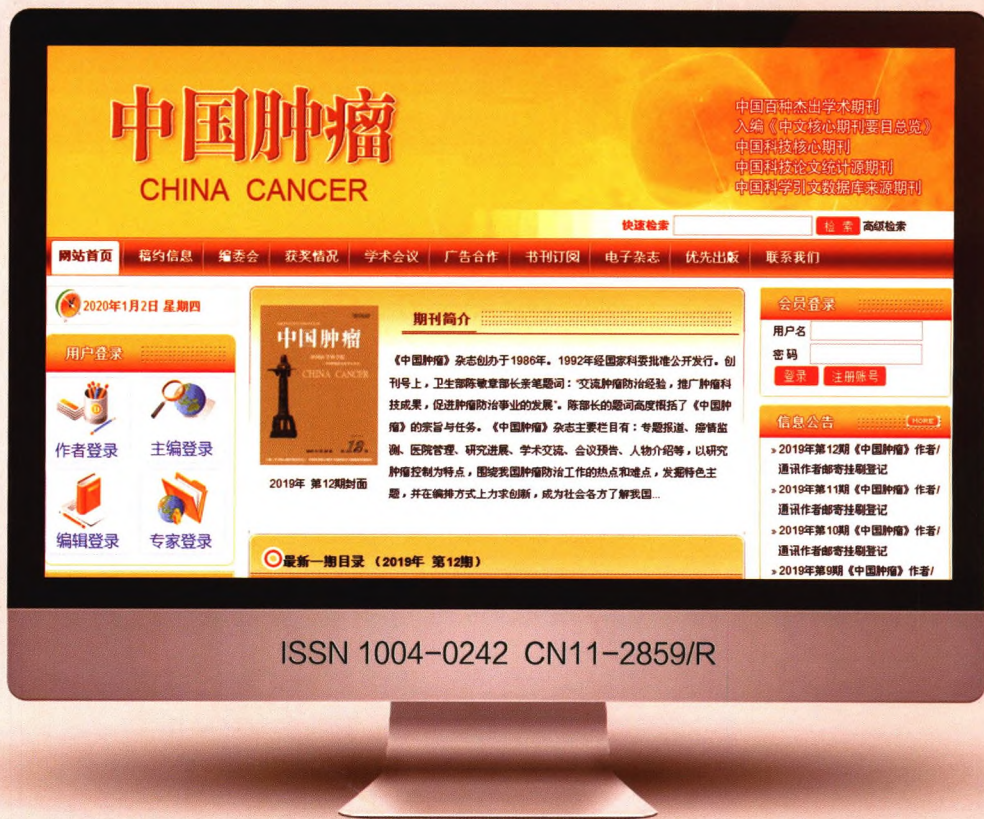 中国肿瘤
CHINA CANCER
中国百种杰出学术期刊
入编《中文核心期刊要目总览》
中国科技核心期刊
中国科技论文统计源期刊
中国科学引文数据库来源期刊
快速检索
检 索
高级检索
网站首页 稿约信息 编委会 获奖情况 学术会议 广告合作 书刊订阅 电子杂志 优先出版 联系我们
2020年1月2日 星期四
用户登录
作者登录 主编登录
编辑登录 专家登录
中国肿瘤
CHINA CANCER
2019年 第12期封面
期刊简介
《中国肿瘤》杂志创办于1986年。1992年经国家科委批准公开发行。创
刊号上，卫生部陈敏章部长亲笔题词：“交流肿瘤防治经验，推广肿瘤科
技成果，促进肿瘤防治事业的发展”。陈部长的题词高度概括了《中国肿
瘤》的宗旨与任务。《中国肿瘤》杂志主要栏目有：专题报道、癌情监
测、医院管理、研究进展、学术交流、会议预告、人物介绍等，以研究
肿瘤控制为特点，围绕我国肿瘤防治工作的热点和难点，发掘特色主
题，并在编排方式上力求创新，成为社会各方了解我国...
最新一期目录 （2019年 第12期）
会员登录
用户名
密码
登录 注册账号
信息公告
HOME
» 2019年第12期《中国肿瘤》作者/
通讯作者邮寄挂刷登记
» 2019年第11期《中国肿瘤》作者/
通讯作者邮寄挂刷登记
» 2019年第10期《中国肿瘤》作者/
通讯作者邮寄挂刷登记
» 2019年第9期《中国肿瘤》作者/
ISSN 1004-0242 CN11-2859/R